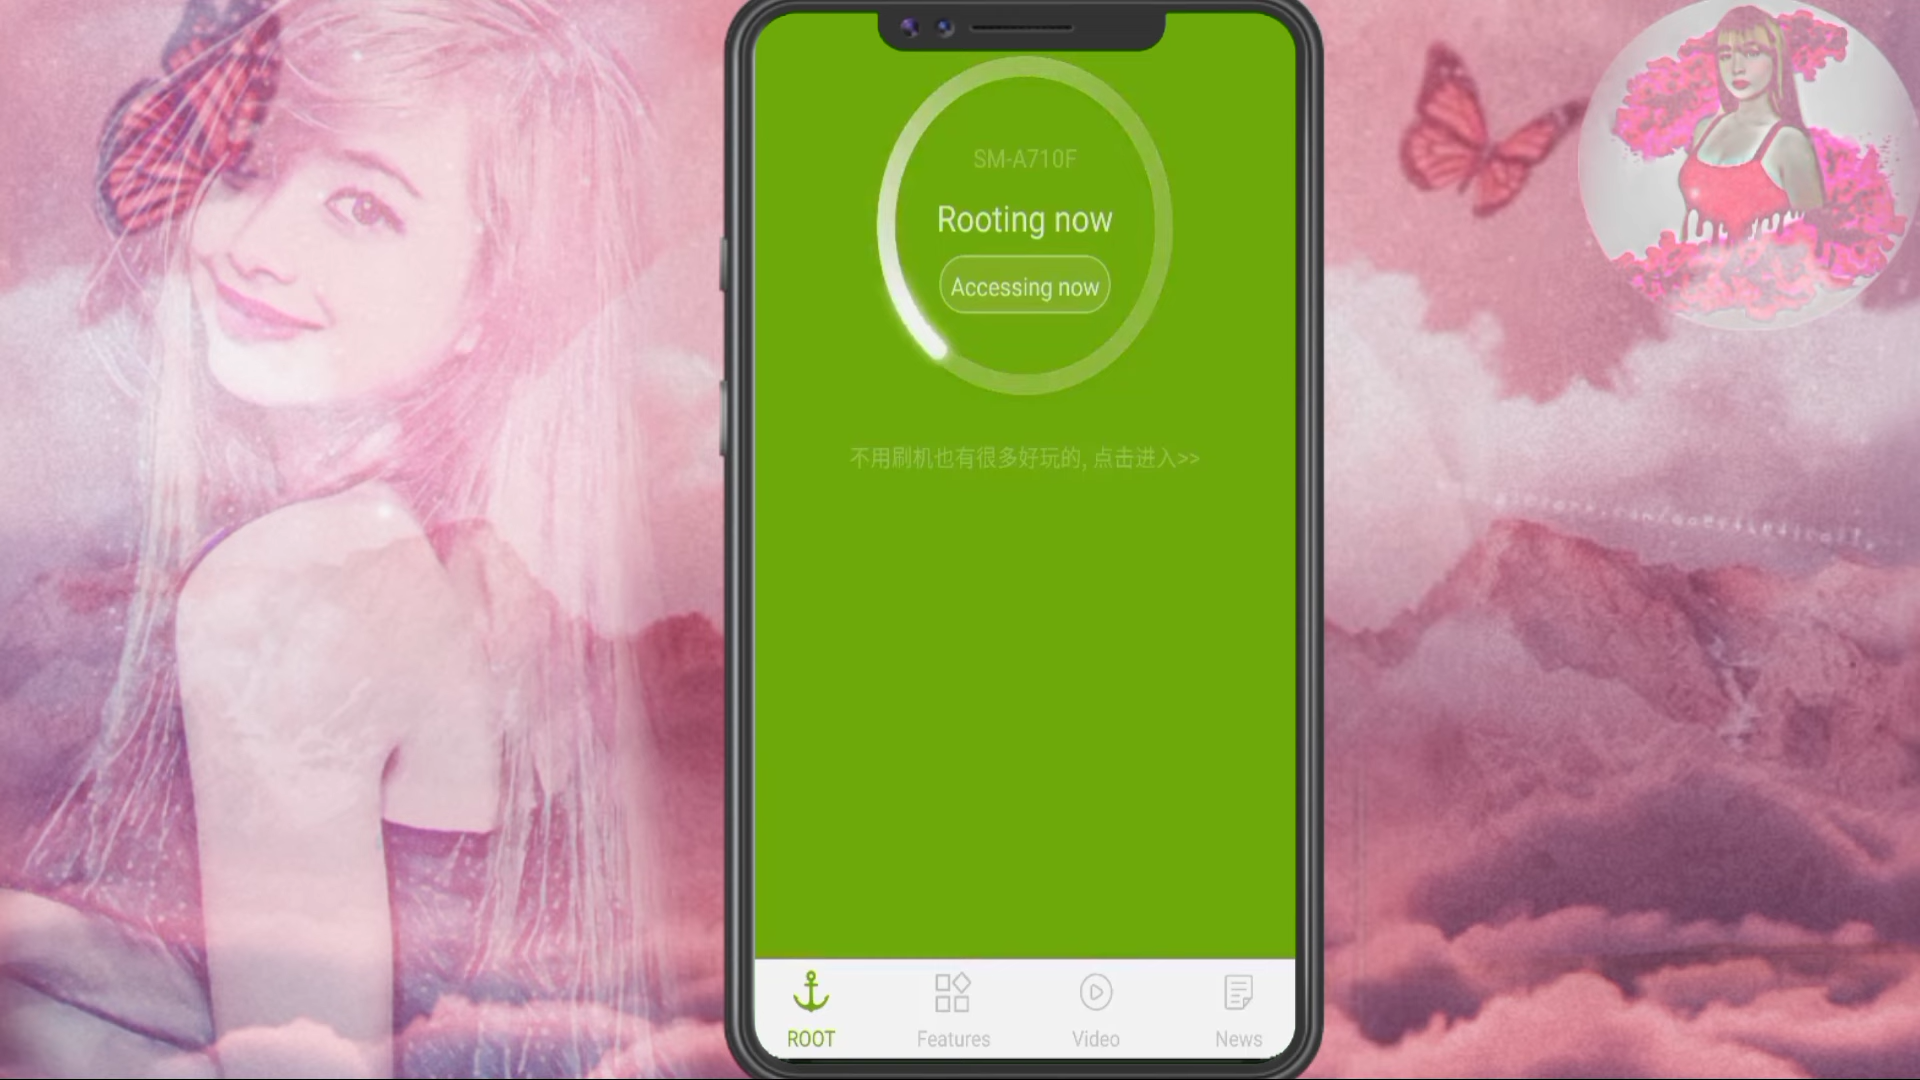 SM-A710F
Rooting now
Accessing now
不用刷机也有很多好玩的, 点击进入>>
ROOT
Features
Video
News